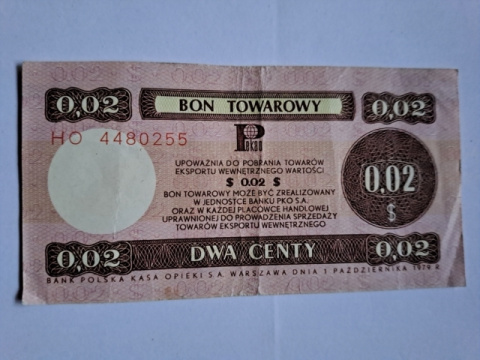 0,02 BON TOWAROWY 0,02
HO 4480255
PEKAO
UPOWAŻNIA DO POBRANIA TOWARÓW
EKSPORTU WEWNĘTRZNEGO WARTOŚCI
$ 0.02 $
BON TOWAROWY MOŻE BYĆ ZREALIZOWANY
W JEDNOSTCE BANKU PKO S.A.
ORAZ W KAŻDEJ PLACÓWCE HANDLOWEJ
UPRAWNIONEJ DO PROWADZENIA SPRZEDAŻY
TOWARÓW EKSPORTU WEWNĘTRZNEGO
0,02
$
0,02 DWA CENTY 0,02
BANK POLSKA KASA OPIEKI S.A. WARSZAWA DNIA 1 PAŹDZIERNIKA 1979 R.